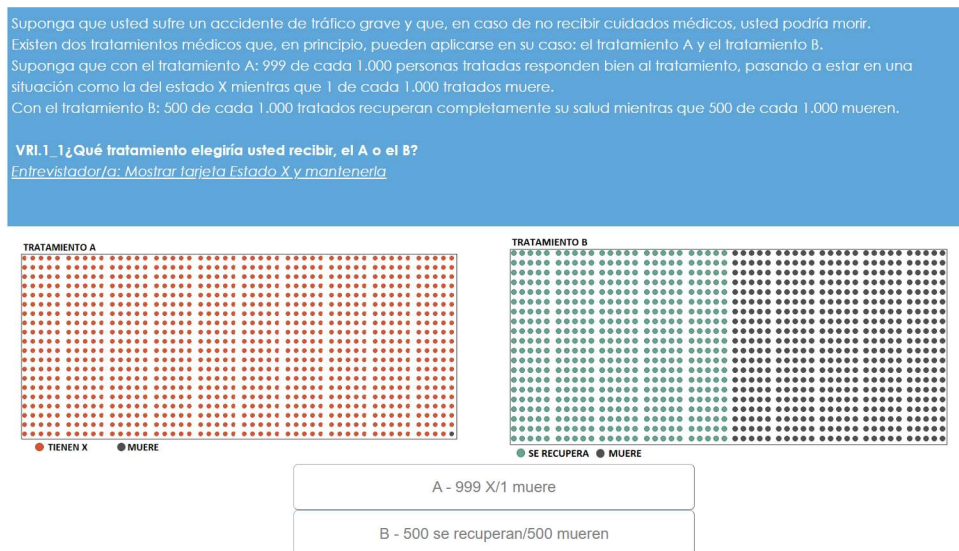 Suponga que usted sufre un accidente de tráfico grave y que, en caso de no recibir cuidados médicos, usted podría morir.
Existen dos tratamientos médicos que, en principio, pueden aplicarse en su caso: el tratamiento A y el tratamiento B.
Suponga que con el tratamiento A: 999 de cada 1.000 personas tratadas responden bien al tratamiento, pasando a estar en una
situación como la del estado X mientras que 1 de cada 1.000 tratados muere.
Con el tratamiento B: 500 de cada 1.000 tratados recuperan completamente su salud mientras que 500 de cada 1.000 mueren.
VRI.1_1¿Qué tratamiento elegiría usted recibir, el A o el B?
Entrevistador/a: Mostrar tarjeta Estado X y mantenerla
TRATAMIENTO A
TIENEN X MUERE
TRATAMIENTO B
SE RECUPERA MUERE
A - 999 X/1 muere
B - 500 se recuperan/500 mueren